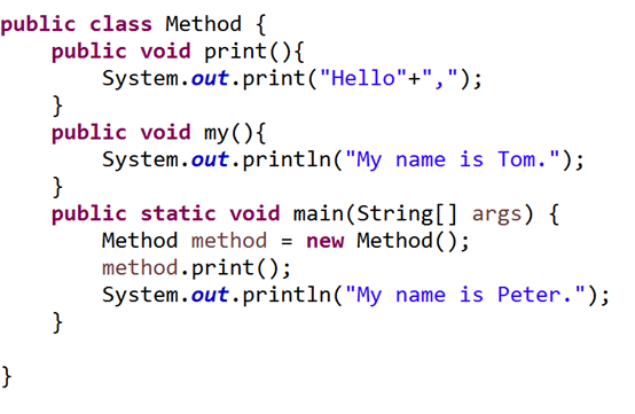 public class Method {
    public void print(){
        System.out.print("Hello"+",");
    }
    public void my(){
        System.out.println("My name is Tom.");
    }
    public static void main(String[] args) {
        Method method = new Method();
        method.print();
        System.out.println("My name is Peter.");
    }
}